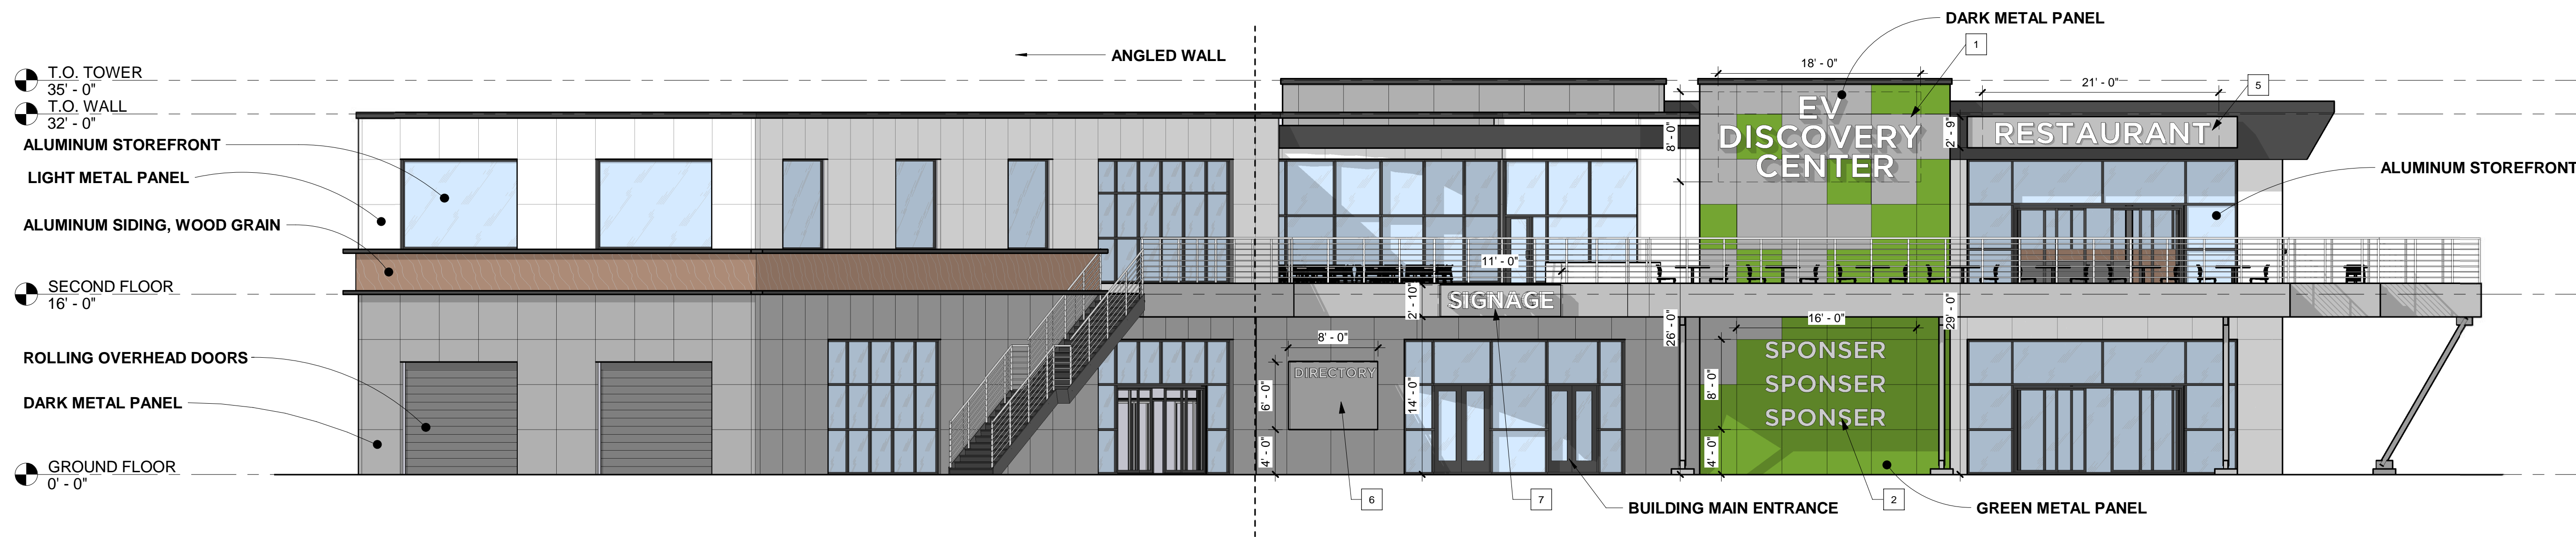 DARK METAL PANEL
1
ANGLED WALL
T.O. TOWER
35' - 0"
T.O. WALL
32' - 0"
ALUMINUM STOREFRONT
LIGHT METAL PANEL
ALUMINUM SIDING, WOOD GRAIN
SECOND FLOOR
16' - 0"
ROLLING OVERHEAD DOORS
DARK METAL PANEL
GROUND FLOOR
0' - 0"
18' - 0"
8' - 0"
EV
DISCOVERY
CENTER
21' - 0"
5
2' - 9"
RESTAURANT
ALUMINUM STOREFRONT
11' - 0"
2' - 10"
SIGNAGE
26' - 0"
29' - 0"
8' - 0"
DIRECTORY
6' - 0"
4' - 0"
14' - 0"
16' - 0"
SPONSER
SPONSER
SPONSER
8' - 0"
4' - 0"
6
7
BUILDING MAIN ENTRANCE
2
GREEN METAL PANEL